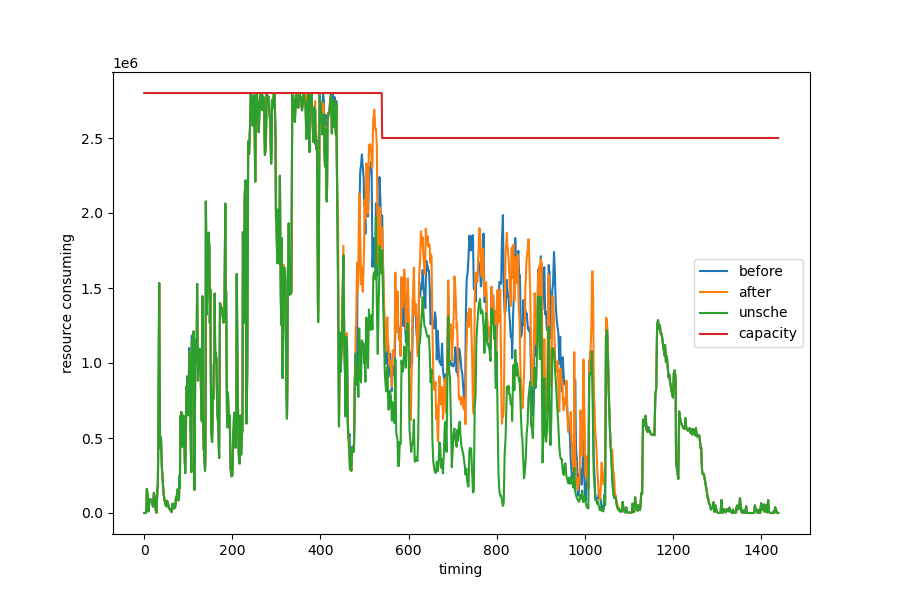 1e6
2.5
2.0
1.5
1.0
0.5
0.0
resource consuming
before
after
unsche
capacity
0 200 400 600 800 1000 1200 1400
timing